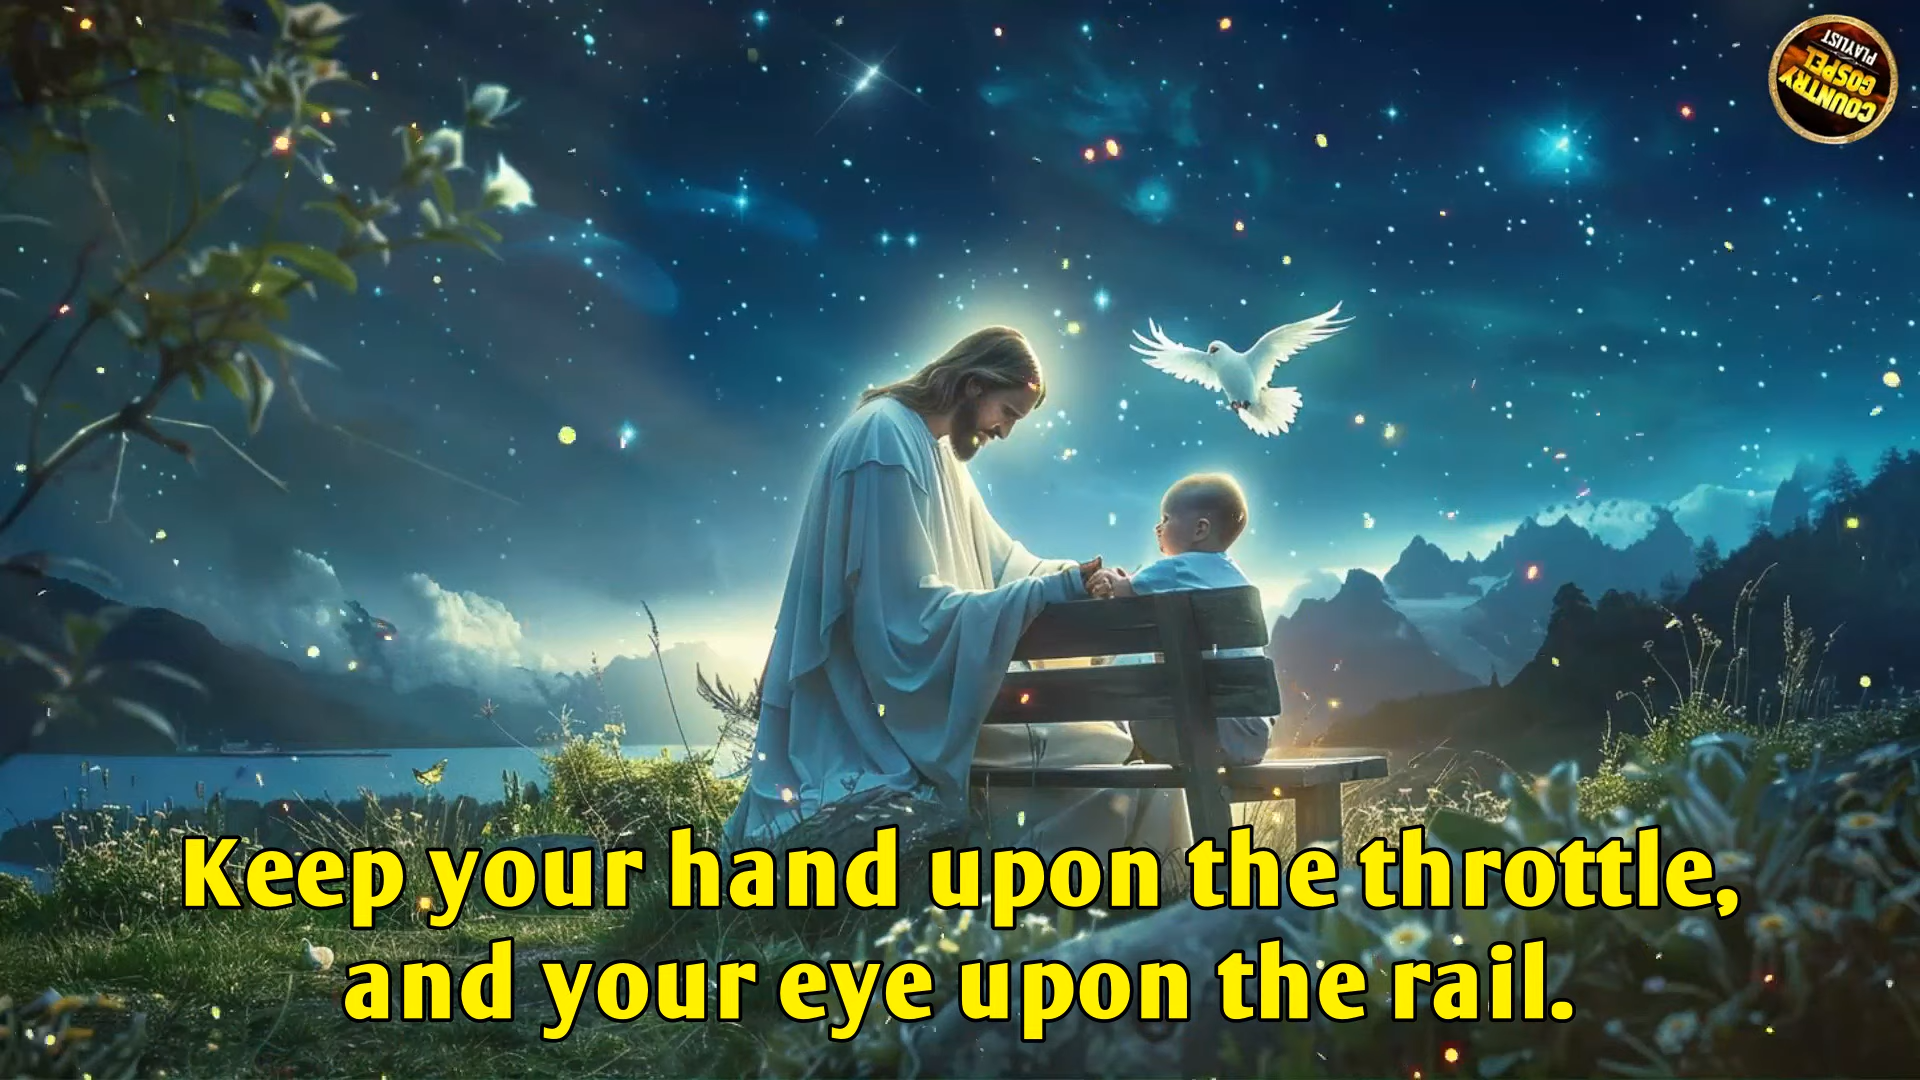 COUNTRY
GOSPEL
PLAYLIST
Keep your hand upon the throttle,
and your eye upon the rail.